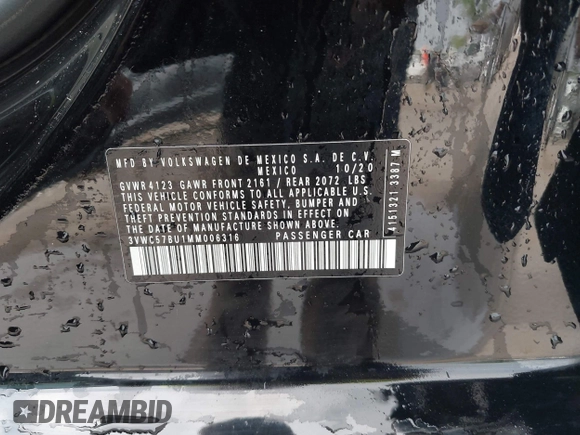 MFD BY VOLKSWAGEN DE MEXICO S.A. DE C.V.
MEXICO 10/20
GVWR 4123 GAWR FRONT 2161 / REAR 2072 LBS
THIS VEHICLE CONFORMS TO ALL APPLICABLE U.S.
FEDERAL MOTOR VEHICLE SAFETY, BUMPER AND
THEFT PREVENTION STANDARDS IN EFFECT ON
THE DATE OF MANUFACTURE SHOWN ABOVE.
3VWC57BU1MM006316 PASSENGER CAR
DREAMBID